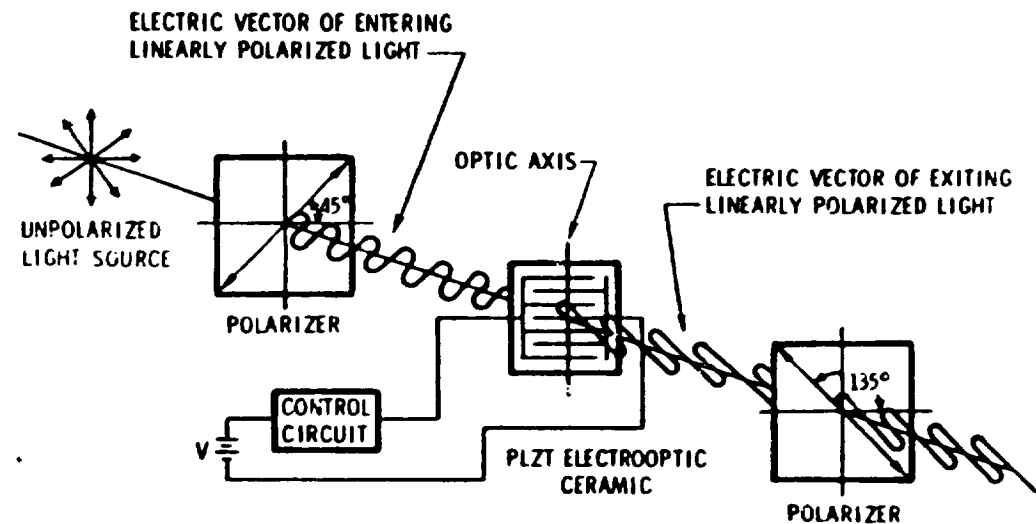 ELECTRIC VECTOR OF ENTERING
LINEARLY POLARIZED LIGHT
OPTIC AXIS
ELECTRIC VECTOR OF EXITING
LINEARLY POLARIZED LIGHT
45°
UNPOLARIZED
LIGHT SOURCE
POLARIZER
135°
CONTROL
CIRCUIT
V
PLZT ELECTROOPTIC
CERAMIC
POLARIZER